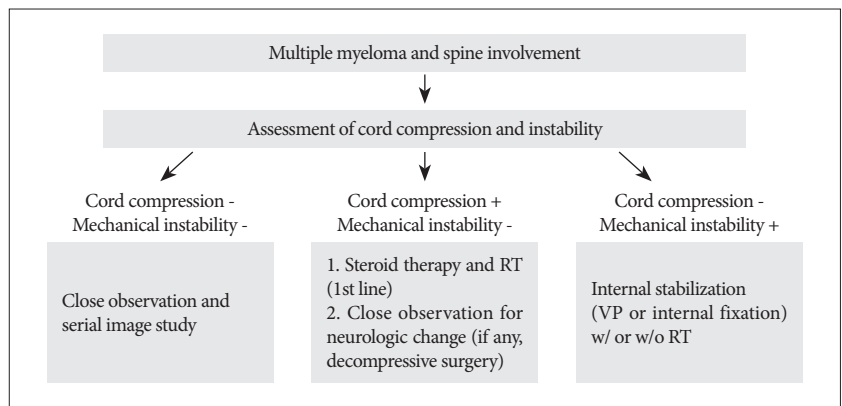 Multiple myeloma and spine involvement
Assessment of cord compression and instability
Cord compression -
Mechanical instability -
Close observation and
serial image study
Cord compression +
Mechanical instability -
1. Steroid therapy and RT
(1st line)
2. Close observation for
neurologic change (if any,
decompressive surgery)
Cord compression -
Mechanical instability +
Internal stabilization
(VP or internal fixation)
w/ or w/o RT